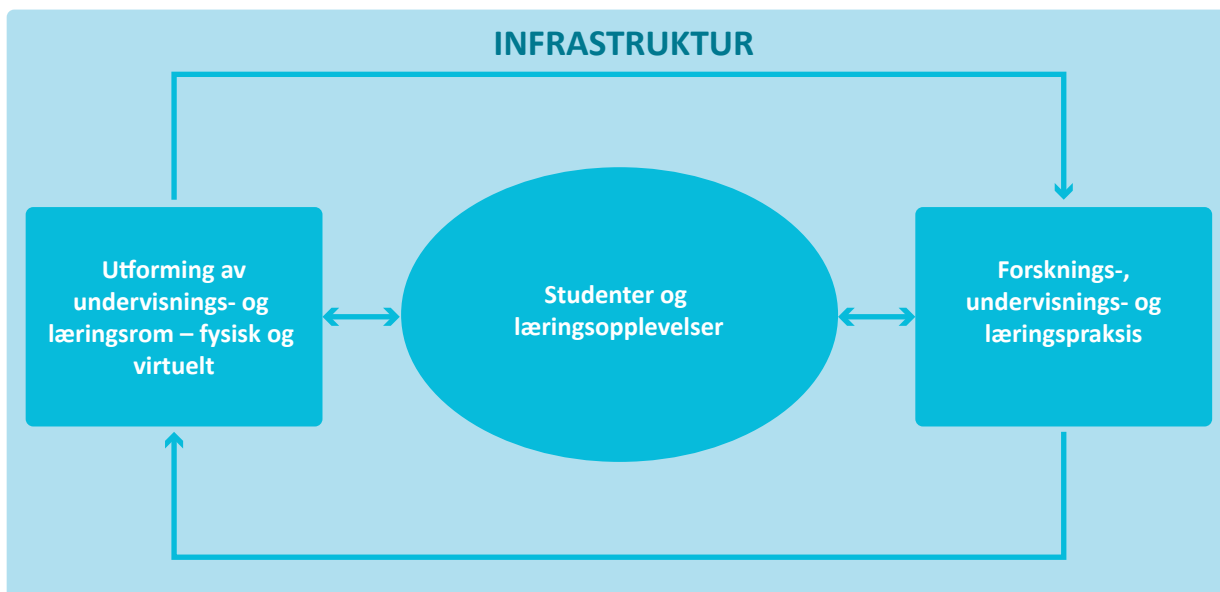 INFRASTRUKTUR
Utforming av
undervisnings- og
læringsrom – fysisk og
virtuelt
Studenter og
læringsopplevelser
Forsknings-,
undervisnings- og
læringspraksis